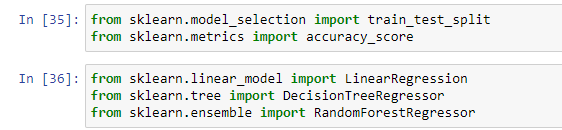 In [35]: from sklearn.model_selection import train_test_split
from sklearn.metrics import accuracy_score
In [36]: from sklearn.linear_model import LinearRegression
from sklearn.tree import DecisionTreeRegressor
from sklearn.ensemble import RandomForestRegressor